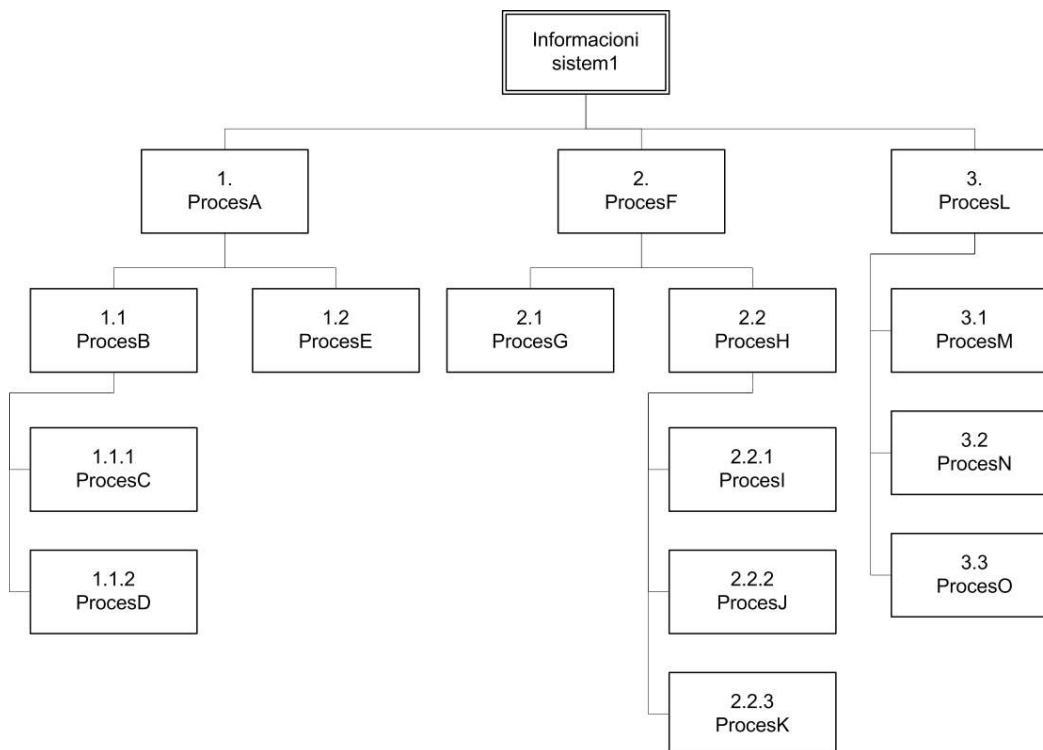 Informacioni
sistem1
1.
ProcesA
2.
ProcesF
3.
ProcesL
1.1
ProcesB
1.2
ProcesE
2.1
ProcesG
2.2
ProcesH
3.1
ProcesM
1.1.1
ProcesC
2.2.1
ProcesI
3.2
ProcesN
1.1.2
ProcesD
2.2.2
ProcesJ
3.3
ProcesO
2.2.3
ProcesK